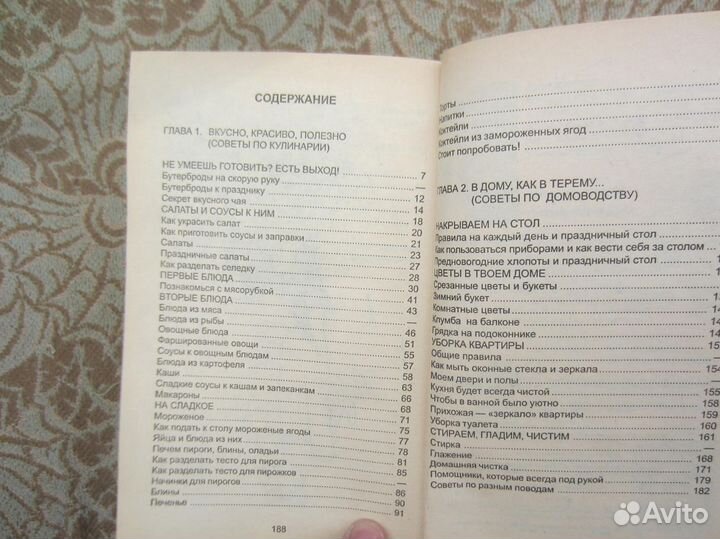 СОДЕРЖАНИЕ
ГЛАВА 1. ВКУСНО, КРАСИВО, ПОЛЕЗНО
(СОВЕТЫ ПО КУЛИНАРИИ)
НЕ УМЕЕШЬ ГОТОВИТЬ? ЕСТЬ ВЫХОД! 7
Бутерброды на скорую руку —
Бутерброды к празднику 12
Секрет вкусного чая 14
САЛАТЫ И СОУСЫ К НИМ 18
Как украсить салат 20
Как приготовить соусы и заправки 21
Салаты 23
Праздничные салаты 27
Как разделать селедку 28
ПЕРВЫЕ БЛЮДА 30
Познакомься с мясорубкой 41
ВТОРЫЕ БЛЮДА 43
Блюда из мяса —
Блюда из рыбы 46
Овощные блюда 51
Фаршированные овощи 55
Соусы к овощным блюдам 57
Блюда из картофеля 58
Каши 63
Сладкие соусы к кашам и запеканкам 66
Макароны 68
НА СЛАДКОЕ 75
Мороженое 77
Как подать к столу мороженые ягоды 78
Яйца и блюда из них 81
Печем пироги, блины, оладьи 85
Как разделать тесто для пирога —
Как разделать тесто для пирожков 86
Начинки для пирогов 90
Блины 91
Печенье
188
Торты
Напитки
Коктейли
Коктейли из замороженных ягод
Стоит попробовать!
ГЛАВА 2. В ДОМУ, КАК В ТЕРЕМУ...
(СОВЕТЫ ПО ДОМОВОДСТВУ)
НАКРЫВАЕМ НА СТОЛ
Правила на каждый день и праздничный стол
Как пользоваться приборами и как вести себя за столом
Предновогодние хлопоты и праздничный стол
ЦВЕТЫ В ТВОЕМ ДОМЕ
Срезанные цветы и букеты
Зимний букет
Комнатные цветы
Клумба на балконе
Грядка на подоконнике
УБОРКА КВАРТИРЫ
Общие правила
Как мыть оконные стекла и зеркала
Моем двери и полы 154
Кухня будет всегда чистой
Чтобы в ванной было уютно 155
Прихожая — «зеркало» квартиры 158
Уборка туалета 159
СТИРАЕМ, ГЛАДИМ, ЧИСТИМ 160
Стирка 161
Глажение —
Домашняя чистка 168
Помощники, которые всегда под рукой 171
Советы по разным поводам 179
182
Avito